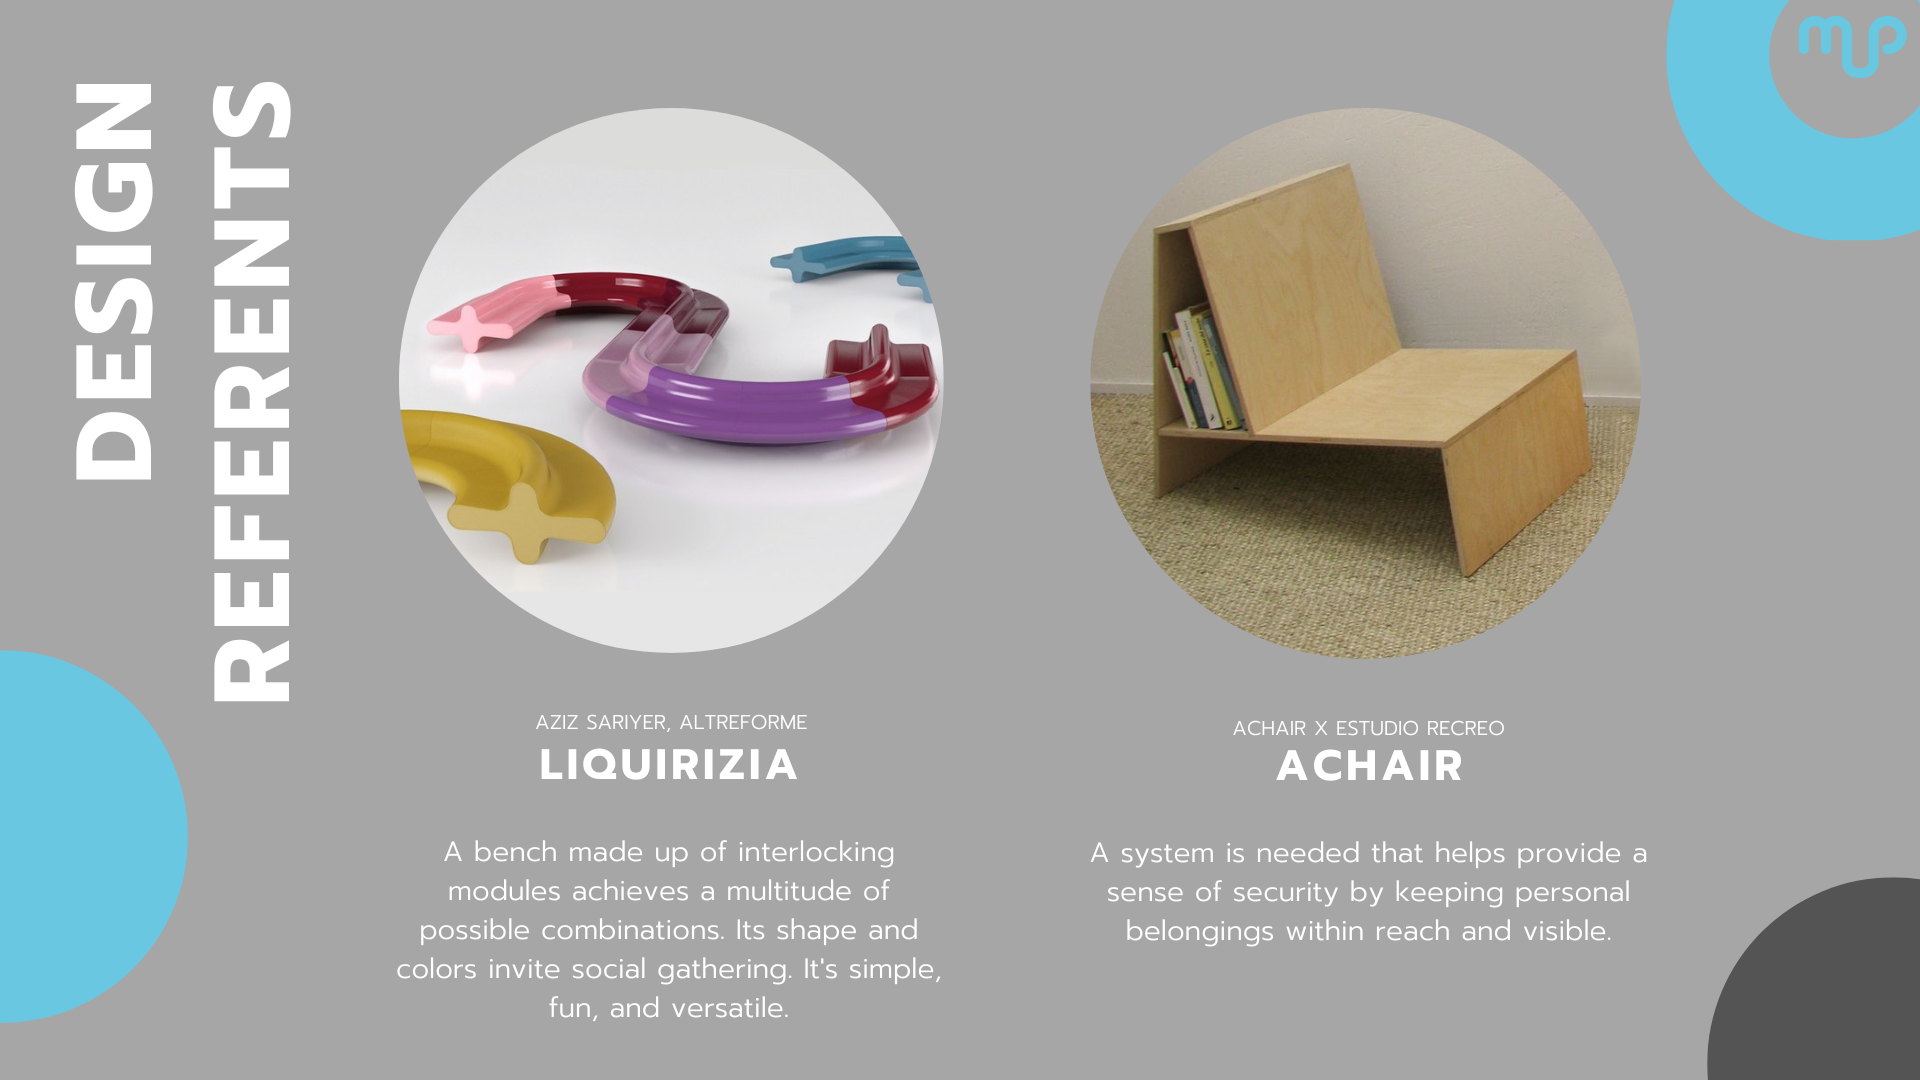 DESIGN
REFERENTS
mup
AZIZ SARIYER, ALTREFORME
LIQUIRIZIA
A bench made up of interlocking
modules achieves a multitude of
possible combinations. Its shape and
colors invite social gathering. It's simple,
fun, and versatile.
ACHAIR X ESTUDIO RECREO
ACHAIR
A system is needed that helps provide a
sense of security by keeping personal
belongings within reach and visible.